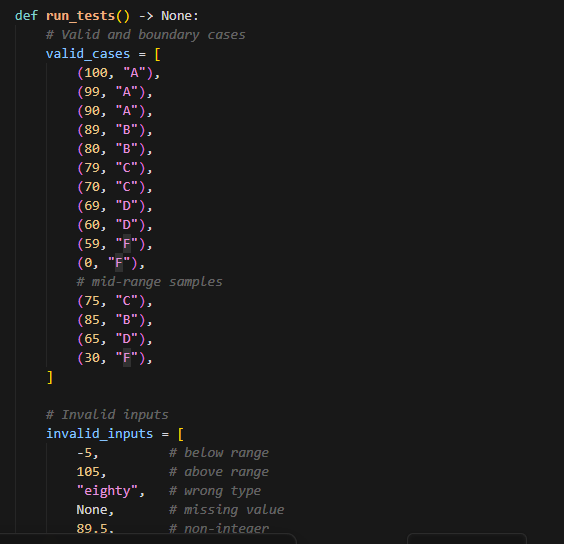 def run_tests() -> None:
    # Valid and boundary cases
    valid_cases = [
        (100, "A"),
        (99, "A"),
        (90, "A"),
        (89, "B"),
        (80, "B"),
        (79, "C"),
        (70, "C"),
        (69, "D"),
        (60, "D"),
        (59, "F"),
        (0, "F"),
        # mid-range samples
        (75, "C"),
        (85, "B"),
        (65, "D"),
        (30, "F"),
    ]
    # Invalid inputs
    invalid_inputs = [
        -5,         # below range
        105,        # above range
        "eighty",   # wrong type
        None,       # missing value
        89.5,       # non-integer